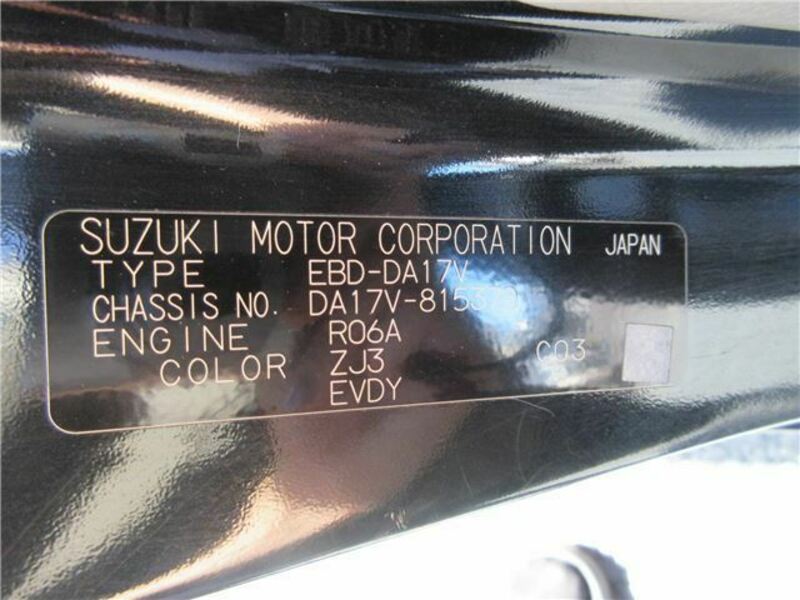 SUZUKI MOTOR CORPORATION JAPAN
TYPE EBD-DA17V
CHASSIS NO.
ENGINE R06A
COLOR ZJ3 C03
EVDY